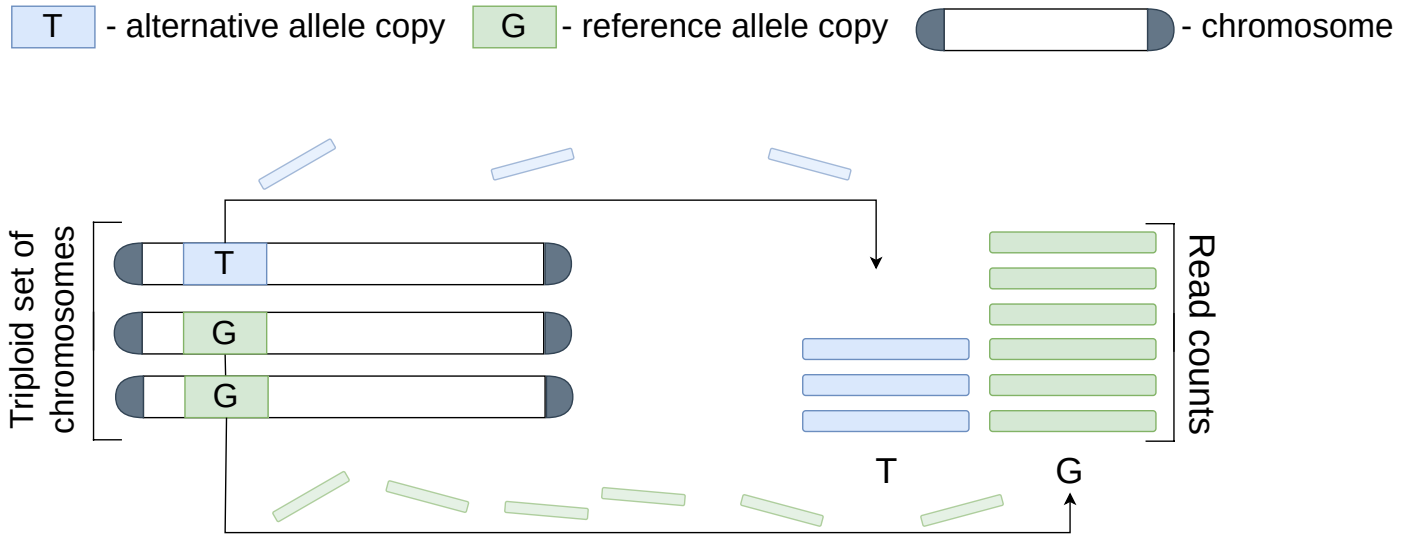 T - alternative allele copy G - reference allele copy - chromosome
Triploid set of
chromosomes
T
G
G
Read counts
T G